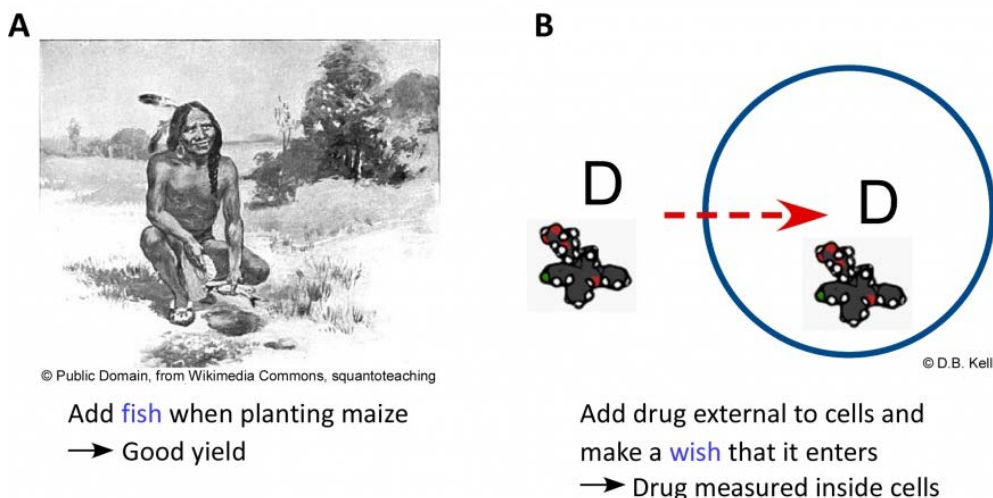 A
© Public Domain, from Wikimedia Commons, squantoteaching
Add fish when planting maize
→ Good yield
B
D
D
© D.B. Kell
Add drug external to cells and
make a wish that it enters
→ Drug measured inside cells